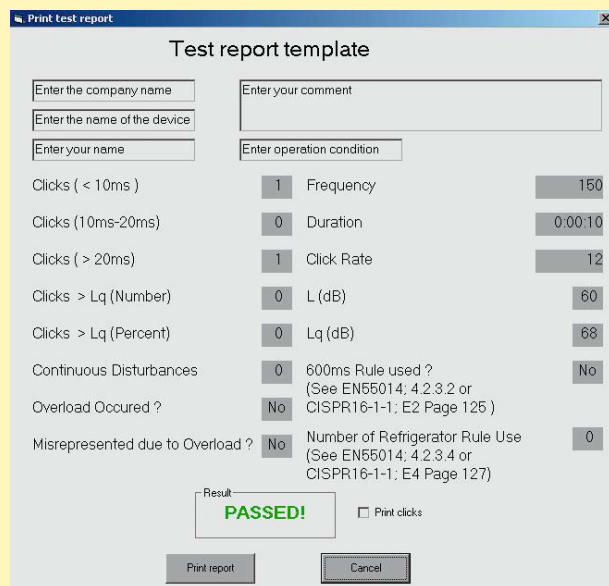 Print test report
Test report template
Enter the company name
Enter your comment
Enter the name of the device
Enter your name
Enter operation condition
Clicks ( < 10ms )
1
Frequency
150
Clicks (10ms-20ms)
0
Duration
0:00:10
Clicks ( > 20ms)
1
Click Rate
12
Clicks > Lq (Number)
0
L (dB)
60
Clicks > Lq (Percent)
0
Lq (dB)
68
Continuous Disturbances
0
600ms Rule used ?
(See EN55014; 4.2.3.2 or
CISPR16-1-1; E2 Page 125 )
No
Overload Occured ?
No
Misrepresented due to Overload ?
No
Number of Refrigerator Rule Use
(See EN55014; 4.2.3.4 or
CISPR16-1-1; E4 Page 127)
0
Result
PASSED!
Print clicks
Print report
Cancel